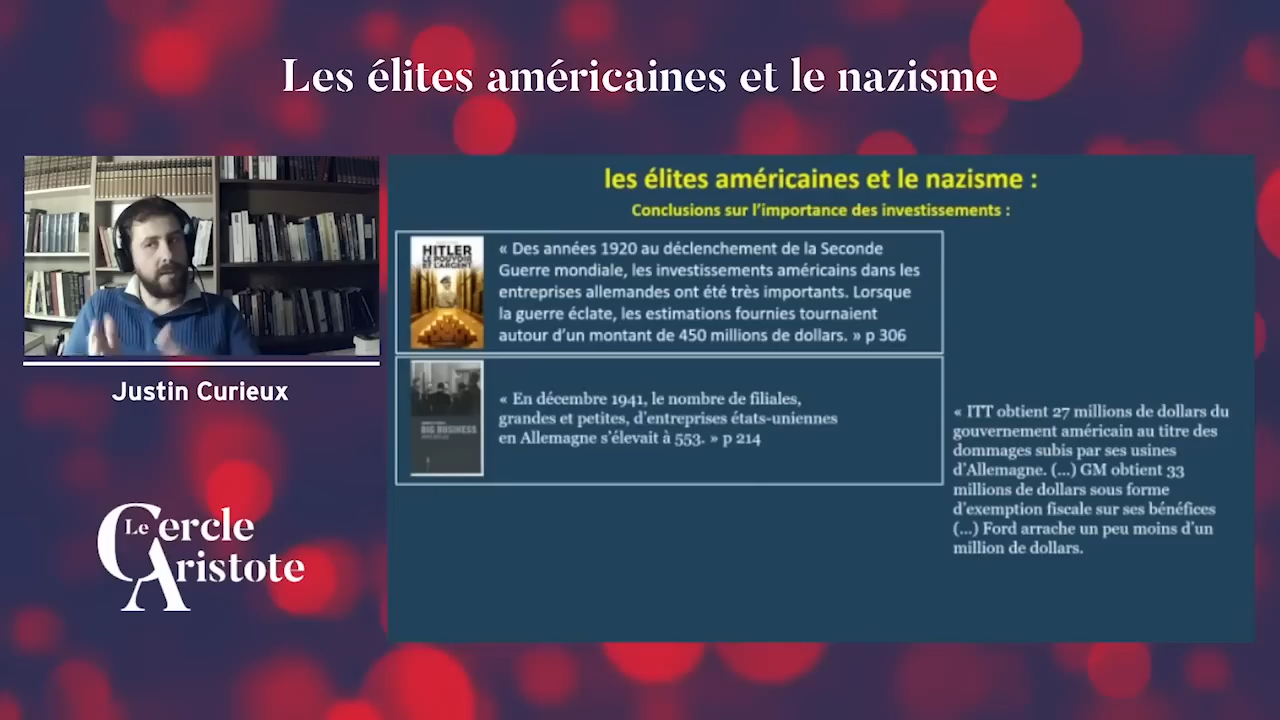 Les élites américaines et le nazisme
les élites américaines et le nazisme :
Conclusions sur l'importance des investissements :
HITLER
LE POUVOIR
ET L'ARGENT
« Des années 1920 au déclenchement de la Seconde
Guerre mondiale, les investissements américains dans les
entreprises allemandes ont été très importants. Lorsque
la guerre éclate, les estimations fournies tournaient
autour d'un montant de 450 millions de dollars. » p 306
BIG BUSINESS
« En décembre 1941, le nombre de filiales,
grandes et petites, d'entreprises états-uniennes
en Allemagne s'élevait à 553. » p 214
« ITT obtient 27 millions de dollars du
gouvernement américain au titre des
dommages subis par ses usines
d'Allemagne. (...) GM obtient 33
millions de dollars sous forme
d'exemption fiscale sur ses bénéfices
(...) Ford arrache un peu moins d'un
million de dollars.
Justin Curieux
Le Cercle
Aristote